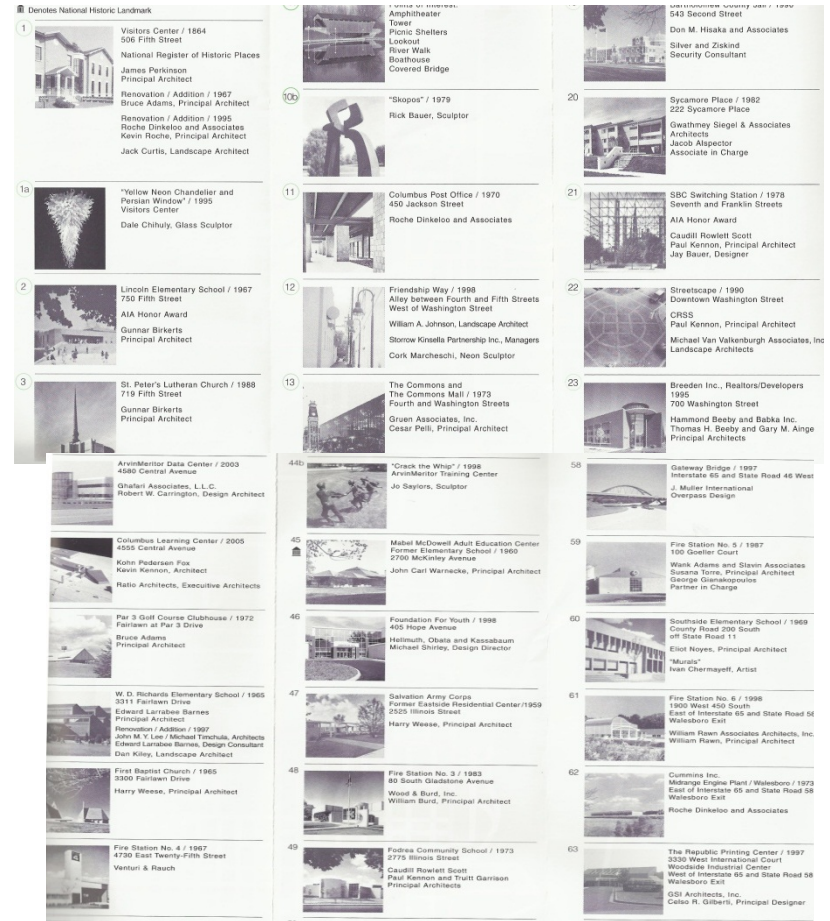 Denotes National Historic Landmark
1
Visitors Center / 1864
506 Fifth Street
National Register of Historic Places
James Perkinson
Principal Architect
Renovation / Addition / 1967
Bruce Adams, Principal Architect
Renovation / Addition / 1995
Roche Dinkeloo and Associates
Kevin Roche, Principal Architect
Jack Curtis, Landscape Architect
1a
"Yellow Neon Chandelier and
Persian Window" / 1995
Visitors Center
Dale Chihuly, Glass Sculptor
2
Lincoln Elementary School / 1967
750 Fifth Street
AIA Honor Award
Gunnar Birkerts
Principal Architect
3
St. Peter's Lutheran Church / 1988
719 Fifth Street
Gunnar Birkerts
Principal Architect
Points of Interest:
Amphitheater
Tower
Picnic Shelters
Lookout
River Walk
Boathouse
Covered Bridge
10b
"Skopos" / 1979
Rick Bauer, Sculptor
11
Columbus Post Office / 1970
450 Jackson Street
Roche Dinkeloo and Associates
12
Friendship Way / 1998
Alley between Fourth and Fifth Streets
West of Washington Street
William A. Johnson, Landscape Architect
Storrow Kinsella Partnership Inc., Managers
Cork Marcheschi, Neon Sculptor
13
The Commons and
The Commons Mall / 1973
Fourth and Washington Streets
Gruen Associates, Inc.
Cesar Pelli, Principal Architect
Bartholomew County Jail / 1990
543 Second Street
Don M. Hisaka and Associates
Silver and Ziskind
Security Consultant
20
Sycamore Place / 1982
222 Sycamore Place
Gwathmey Siegel & Associates
Architects
Jacob Alspector
Associate in Charge
21
SBC Switching Station / 1978
Seventh and Franklin Streets
AIA Honor Award
Caudill Rowlett Scott
Paul Kennon, Principal Architect
Jay Bauer, Designer
22
Streetscape / 1990
Downtown Washington Street
CRSS
Paul Kennon, Principal Architect
Michael Van Valkenburgh Associates, Inc
Landscape Architects
23
Breeden Inc., Realtors/Developers
1995
700 Washington Street
Hammond Beeby and Babka Inc.
Thomas H. Beeby and Gary M. Ainge
Principal Architects
ArvinMeritor Data Center / 2003
4580 Central Avenue
Ghafari Associates, L.L.C.
Robert W. Carrington, Design Architect
Columbus Learning Center / 2005
4555 Central Avenue
Kohn Pedersen Fox
Kevin Kennon, Architect
Ratio Architects, Executive Architects
Par 3 Golf Course Clubhouse / 1972
Fairlawn at Par 3 Drive
Bruce Adams
Principal Architect
W. D. Richards Elementary School / 1965
3311 Fairlawn Drive
Edward Larrabee Barnes
Principal Architect
Renovation / Addition / 1997
John M. Y. Lee / Michael Timchula, Architects
Edward Larrabee Barnes, Design Consultant
Dan Kiley, Landscape Architect
First Baptist Church / 1965
3300 Fairlawn Drive
Harry Weese, Principal Architect
Fire Station No. 4 / 1967
4730 East Twenty-Fifth Street
Venturi & Rauch
44b
"Crack the Whip" / 1998
ArvinMeritor Training Center
Jo Saylors, Sculptor
45
Mabel McDowell Adult Education Center
Former Elementary School / 1960
2700 McKinley Avenue
John Carl Warnecke, Principal Architect
46
Foundation For Youth / 1998
405 Hope Avenue
Hellmuth, Obata and Kassabaum
Michael Shirley, Design Director
47
Salvation Army Corps
Former Eastside Residential Center/1959
2525 Illinois Street
Harry Weese, Principal Architect
48
Fire Station No. 3 / 1983
80 South Gladstone Avenue
Wood & Burd, Inc.
William Burd, Principal Architect
49
Fodrea Community School / 1973
2775 Illinois Street
Caudill Rowlett Scott
Paul Kennon and Truitt Garrison
Principal Architects
58
Gateway Bridge / 1997
Interstate 65 and State Road 46 West
J. Muller International
Overpass Design
59
Fire Station No. 5 / 1987
100 Goeller Court
Wank Adams and Slavin Associates
Susana Torre, Principal Architect
George Gianakopoulos
Partner in Charge
60
Southside Elementary School / 1969
County Road 200 South
off State Road 11
Eliot Noyes, Principal Architect
"Murals"
Ivan Chermayeff, Artist
61
Fire Station No. 6 / 1998
1900 West 450 South
East of Interstate 65 and State Road 58
Walesboro Exit
William Rawn Associates Architects, Inc.
William Rawn, Principal Architect
62
Cummins Inc.
Midrange Engine Plant / Walesboro / 1973
East of Interstate 65 and State Road 58
Walesboro Exit
Roche Dinkeloo and Associates
63
The Republic Printing Center / 1997
3330 West International Court
Woodside Industrial Center
West of Interstate 65 and State Road 58
Walesboro Exit
GSI Architects, Inc.
Celso R. Gilberti, Principal Designer